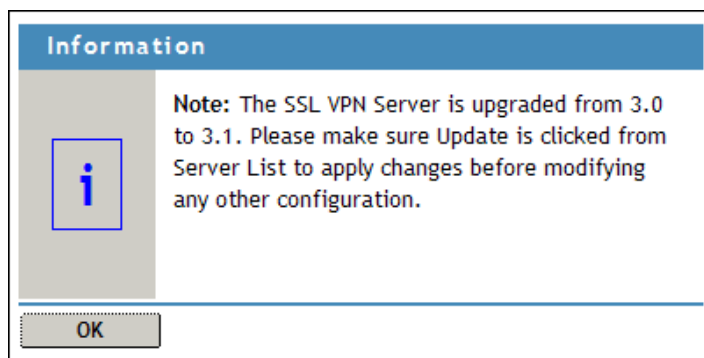 Information
i
Note: The SSL VPN Server is upgraded from 3.0
to 3.1. Please make sure Update is clicked from
Server List to apply changes before modifying
any other configuration.
OK